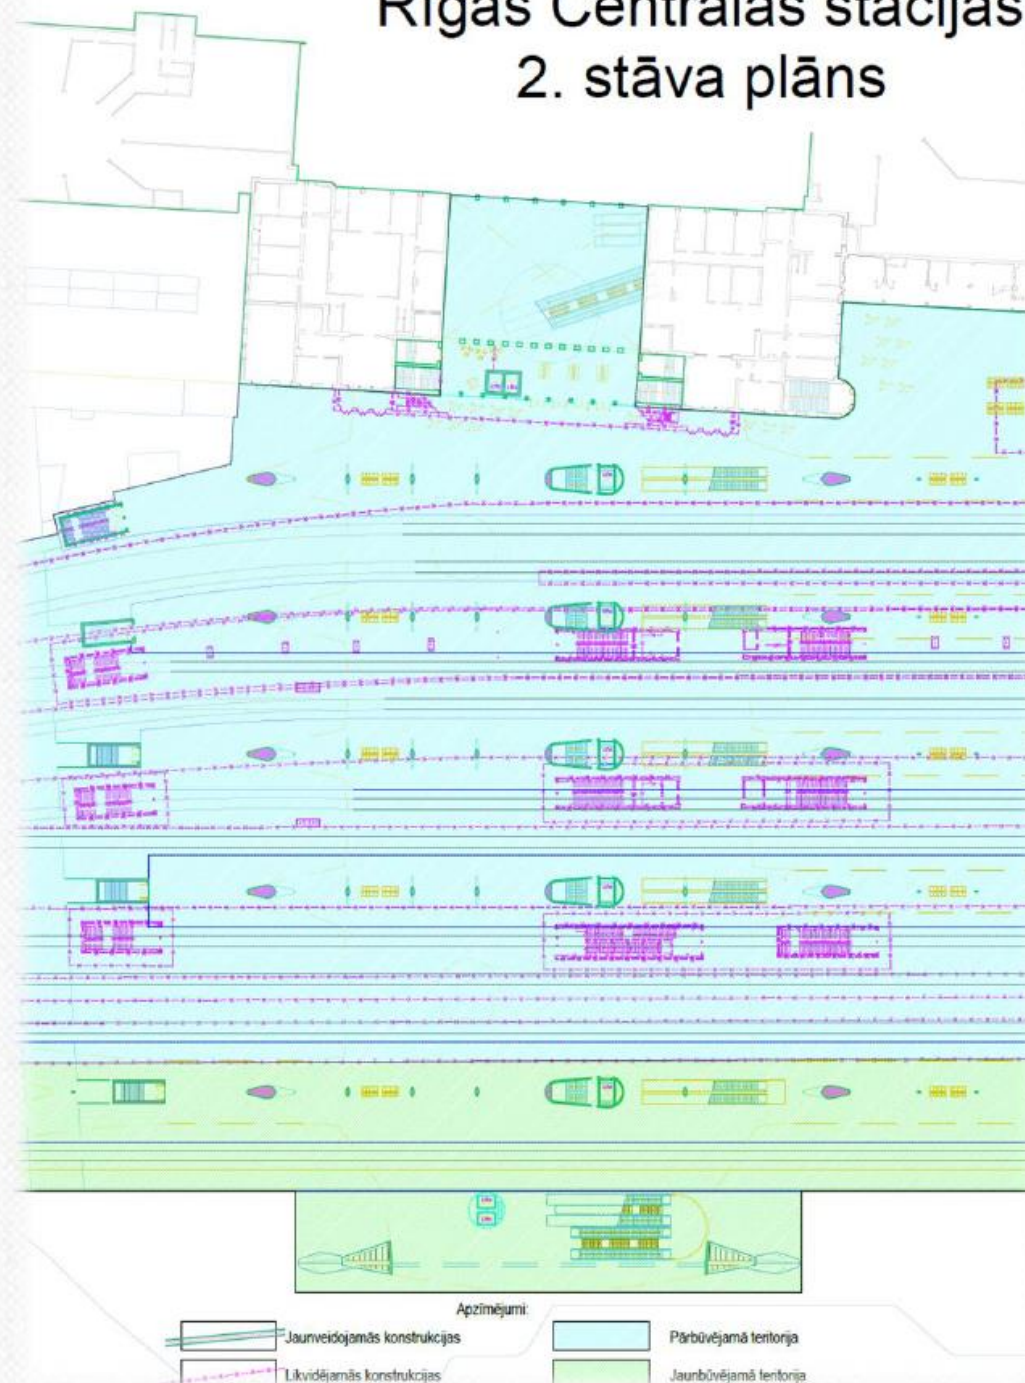 Rīgas Centrālās stacijas
2. stāva plāns
Apzīmējumi:
Jaunveidojamās konstrukcijas
Pārbūvējamā teritorija
Likvidējamās konstrukcijas
Jaunbūvējamā teritorija